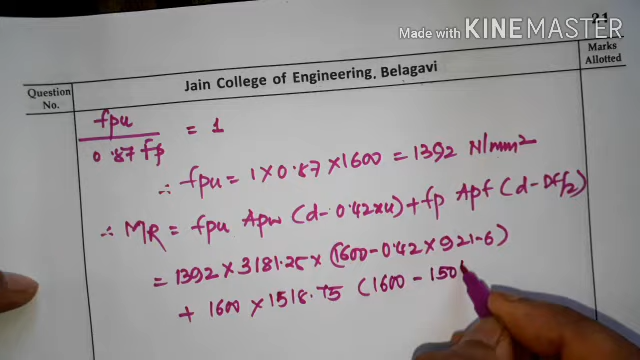 21
Made with KINEMASTER
Jain College of Engineering, Belagavi
Question No.
Marks Allotted
fpu / 0.87 fp = 1
∴ fpu = 1 × 0.87 × 1600 = 1392 N/mm²
∴ MR = fpu Apw (d - 0.42xu) + fp Apf (d - Df/2)
= 1392 × 3181.25 × (1600 - 0.42 × 921.6)
+ 1600 × 1518.75 (1600 - 150